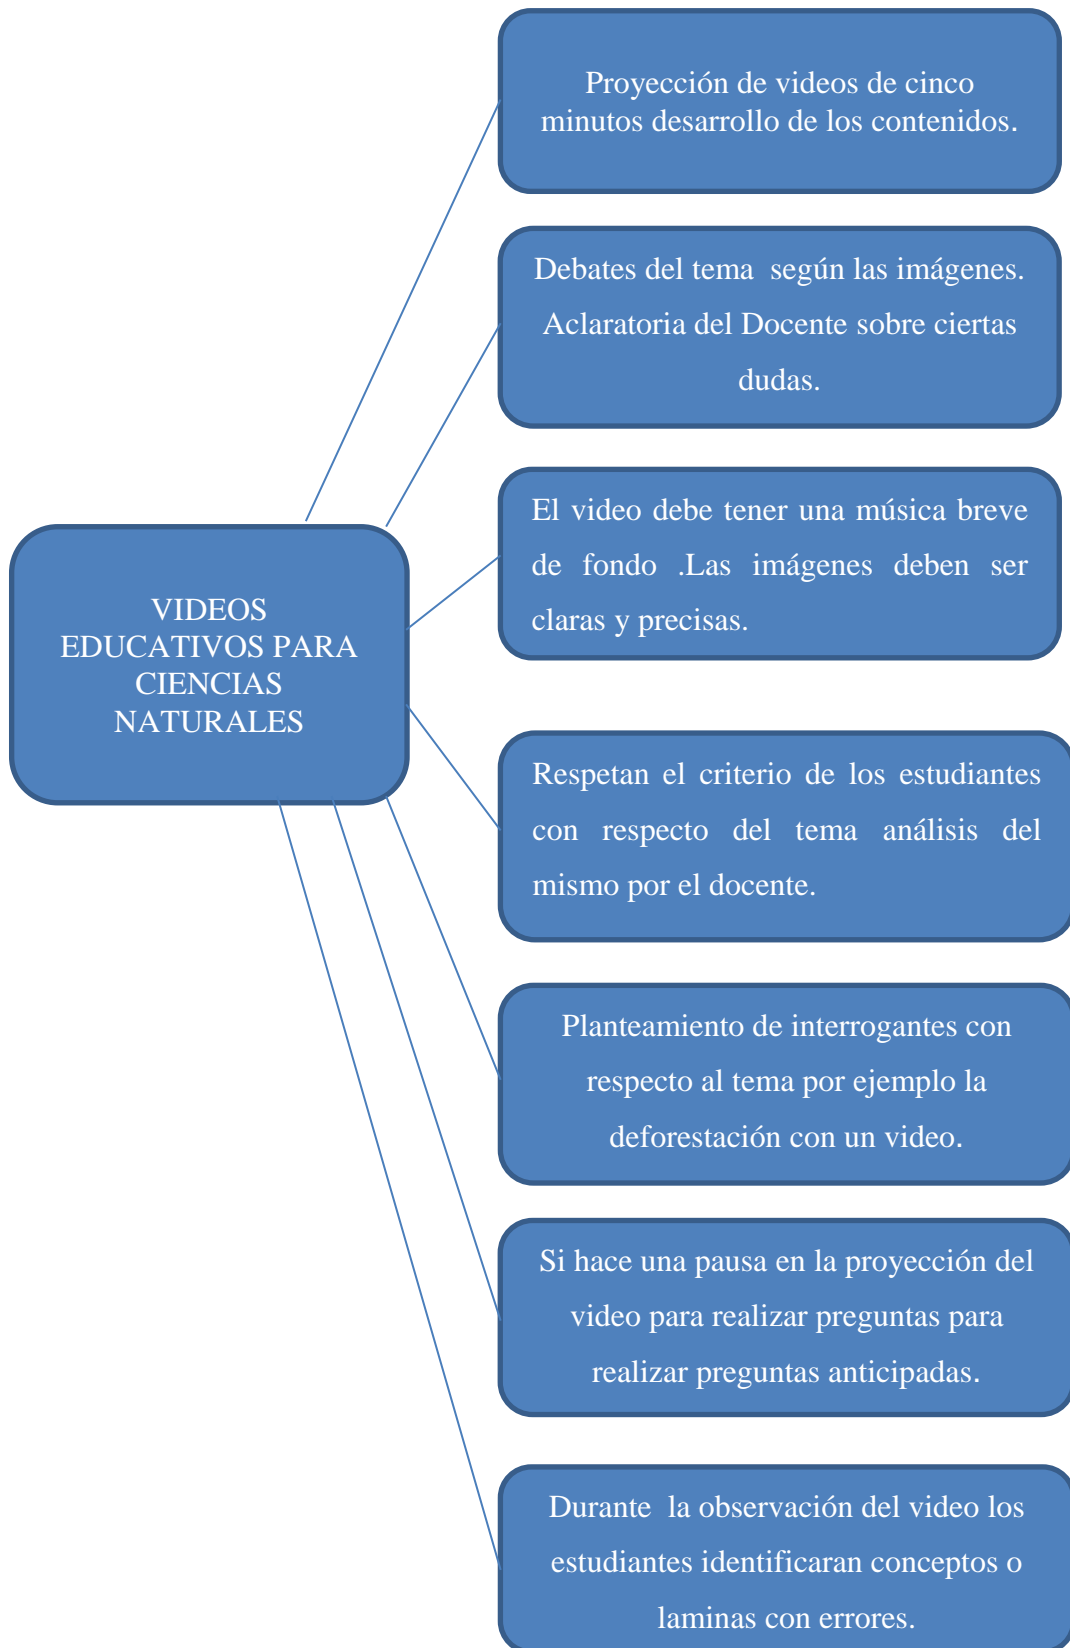 Proyección de videos de cinco
minutos desarrollo de los contenidos.
Debates del tema  según las imágenes.
Aclaratoria del Docente sobre ciertas
dudas.
El video debe tener una música breve
de fondo .Las imágenes deben ser
claras y precisas.
VIDEOS
EDUCATIVOS PARA
CIENCIAS
NATURALES
Respetan el criterio de los estudiantes
con respecto del tema análisis del
mismo por el docente.
Planteamiento de interrogantes con
respecto al tema por ejemplo la
deforestación con un video.
Si hace una pausa en la proyección del
video para realizar preguntas para
realizar preguntas anticipadas.
Durante  la observación del video los
estudiantes identificaran conceptos o
laminas con errores.